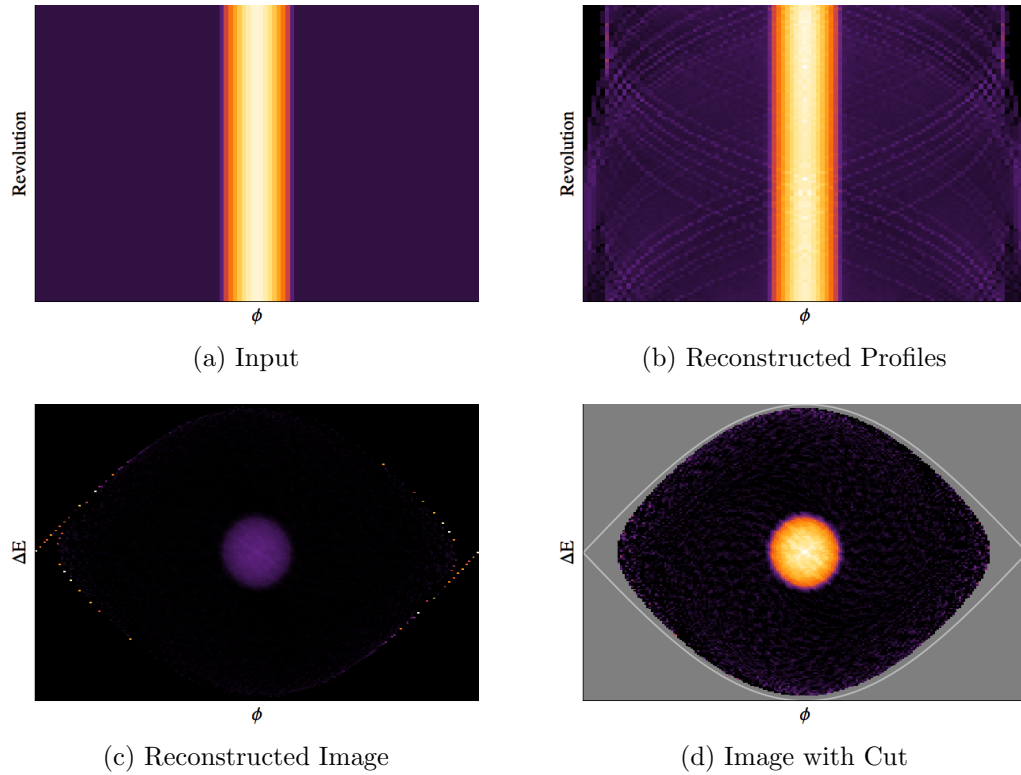 Revolution
ϕ
(a) Input
Revolution
ϕ
(b) Reconstructed Profiles
ΔE
ϕ
(c) Reconstructed Image
ΔE
ϕ
(d) Image with Cut